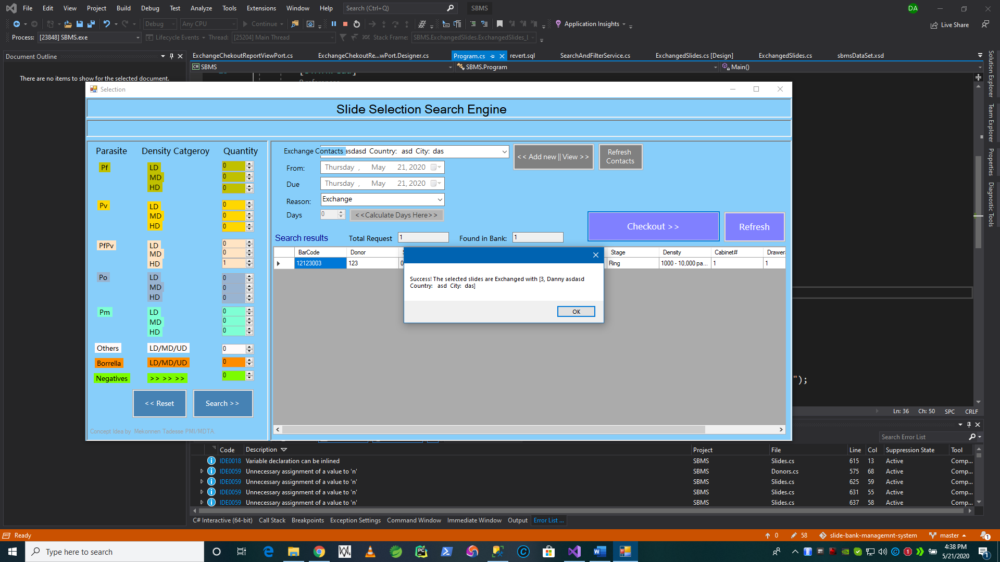 File Edit View Project Build Debug Test Analyze Tools Extensions Window Help Search (Ctrl+Q) SBMS DA
Debug Any CPU Continue Application Insights Live Share
Process: [23848] SBMS.exe Lifecycle Events Thread: [25204] Main Thread Stack Frame: SBMS.ExchangedSlides.ExchangedSlides_L
Document Outline
There are no items to show for the selected document.
ExchangeChekoutReportViewPort.cs ExchangeChekoutRe...wPort.Designer.cs Program.cs revert.sql SearchAndFilterService.cs ExchangedSlides.cs [Design] ExchangedSlides.cs sbmsDataSet.xsd
SBMS SBMS.Program Main()
Solution Explorer
Team Explorer
Properties
Diagnostic Tools
Selection
Slide Selection Search Engine
Parasite Density Catgeroy Quantity
Pf LD 0
MD 0
HD 0
Pv LD 0
MD 0
HD 0
PfPv LD 0
MD 0
HD 1
Po LD 0
MD 0
HD 0
Pm LD 0
MD 0
HD 0
Others LD/MD/UD 0
Borrella LD/MD/UD 0
Negatives >> >> >> 0
<< Reset Search >>
Concept Idea by Mekonnen Tadesse PMI/MDTA.
Exchange Contacts asdasd Country: asd City: das
<< Add new || View >> Refresh Contacts
From: Thursday , May 21, 2020
Due Thursday , May 21, 2020
Reason: Exchange
Days 0 <<Calculate Days Here>>
Checkout >> Refresh
Search results Total Request 1 Found in Bank: 1
BarCode Donor Stage Density Cabinet# Drawer
12123003 123 0 Ring 1000 - 10,000 pa... 1 1
Success! The selected slides are Exchanged with [3, Danny asdasd
Country: asd City: das]
OK
");
Ln: 36 Ch: 50 SPC CRLF
Search Error List
Code Description Project File Line Col Suppression State Tool
IDE0018 Variable declaration can be inlined SBMS Slides.cs 615 13 Active Comp...
IDE0059 Unnecessary assignment of a value to 'n' SBMS Donors.cs 575 68 Active Comp...
IDE0059 Unnecessary assignment of a value to 'n' SBMS Slides.cs 625 59 Active Comp...
IDE0059 Unnecessary assignment of a value to 'n' SBMS Slides.cs 631 55 Active Comp...
IDE0059 Unnecessary assignment of a value to 'n' SBMS Slides.cs 637 58 Active Comp...
C# Interactive (64-bit) Call Stack Breakpoints Exception Settings Command Window Immediate Window Output Error List ...
Ready 0 58 slide-bank-managemnt-system master 1
Type here to search 4:38 PM
5/21/2020